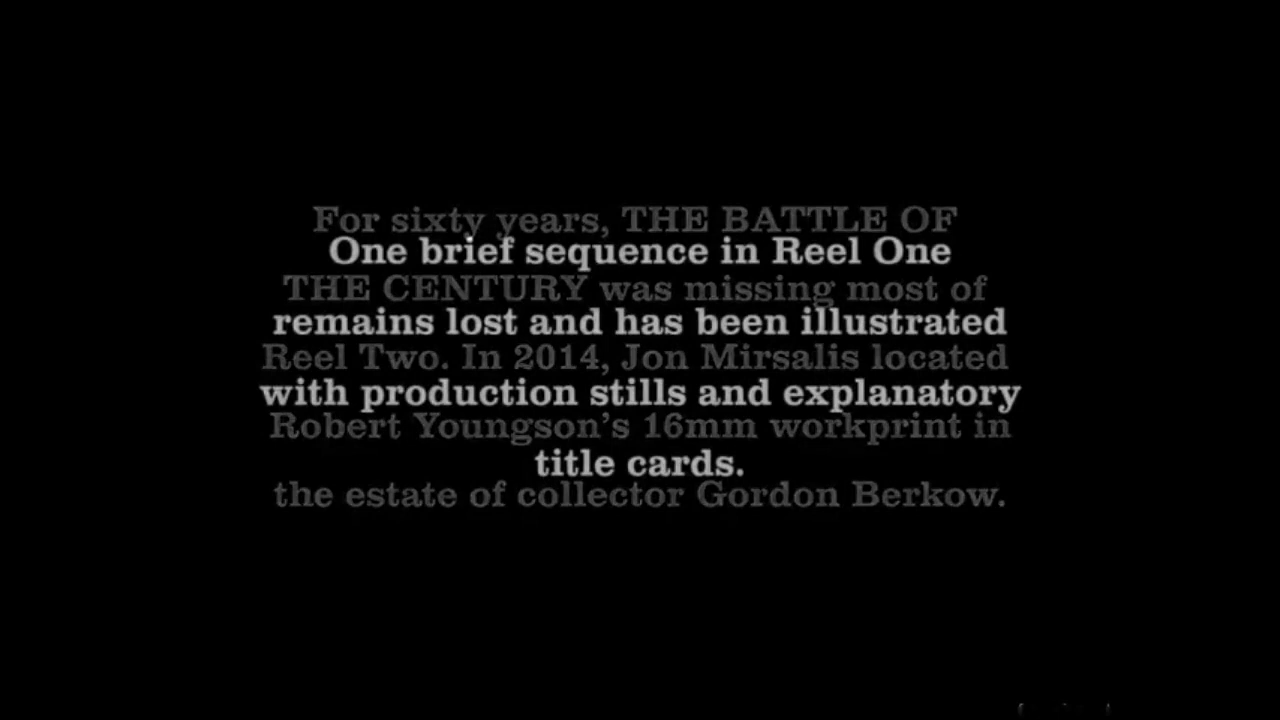 For sixty years, THE BATTLE OF
One brief sequence in Reel One
THE CENTURY was missing most of
remains lost and has been illustrated
Reel Two. In 2014, Jon Mirsalis located
with production stills and explanatory
Robert Youngson's 16mm workprint in
title cards.
the estate of collector Gordon Berkow.